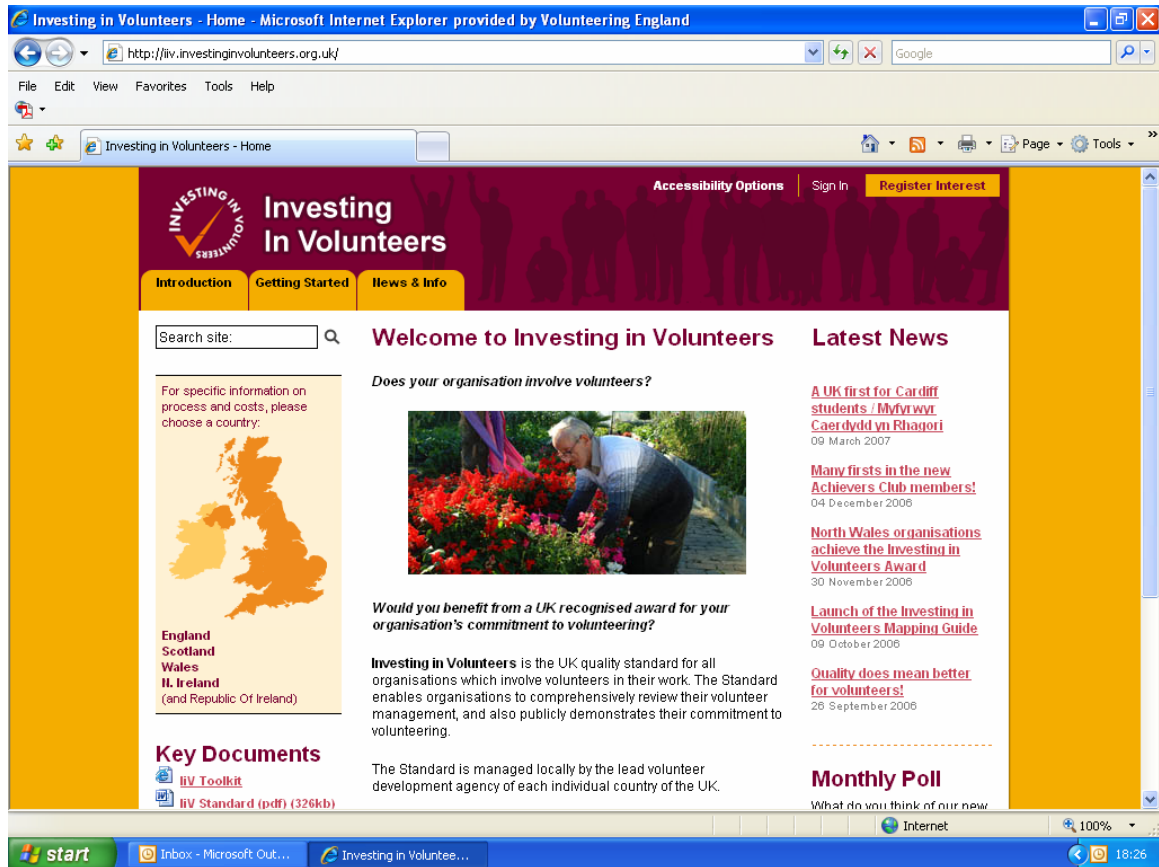 Investing in Volunteers - Home - Microsoft Internet Explorer provided by Volunteering England
http://iiv.investinginvolunteers.org.uk/
Google
File Edit View Favorites Tools Help
Investing in Volunteers - Home
Page
Tools
Accessibility Options
Sign In
Register Interest
INVESTING IN VOLUNTEERS
Investing
In Volunteers
Introduction
Getting Started
News & Info
Search site:
For specific information on
process and costs, please
choose a country:
England
Scotland
Wales
N. Ireland
(and Republic Of Ireland)
Key Documents
IiV Toolkit
IiV Standard (pdf) (326kb)
Welcome to Investing in Volunteers
Does your organisation involve volunteers?
Would you benefit from a UK recognised award for your
organisation's commitment to volunteering?
Investing in Volunteers is the UK quality standard for all
organisations which involve volunteers in their work. The Standard
enables organisations to comprehensively review their volunteer
management, and also publicly demonstrates their commitment to
volunteering.
The Standard is managed locally by the lead volunteer
development agency of each individual country of the UK.
Latest News
A UK first for Cardiff
students / Myfyrwyr
Caerdydd yn Rhagori
09 March 2007
Many firsts in the new
Achievers Club members!
04 December 2006
North Wales organisations
achieve the Investing in
Volunteers Award
30 November 2006
Launch of the Investing in
Volunteers Mapping Guide
09 October 2006
Quality does mean better
for volunteers!
26 September 2006
Monthly Poll
What do you think of our new
Internet
100%
start
Inbox - Microsoft Out...
Investing in Voluntee...
18:26